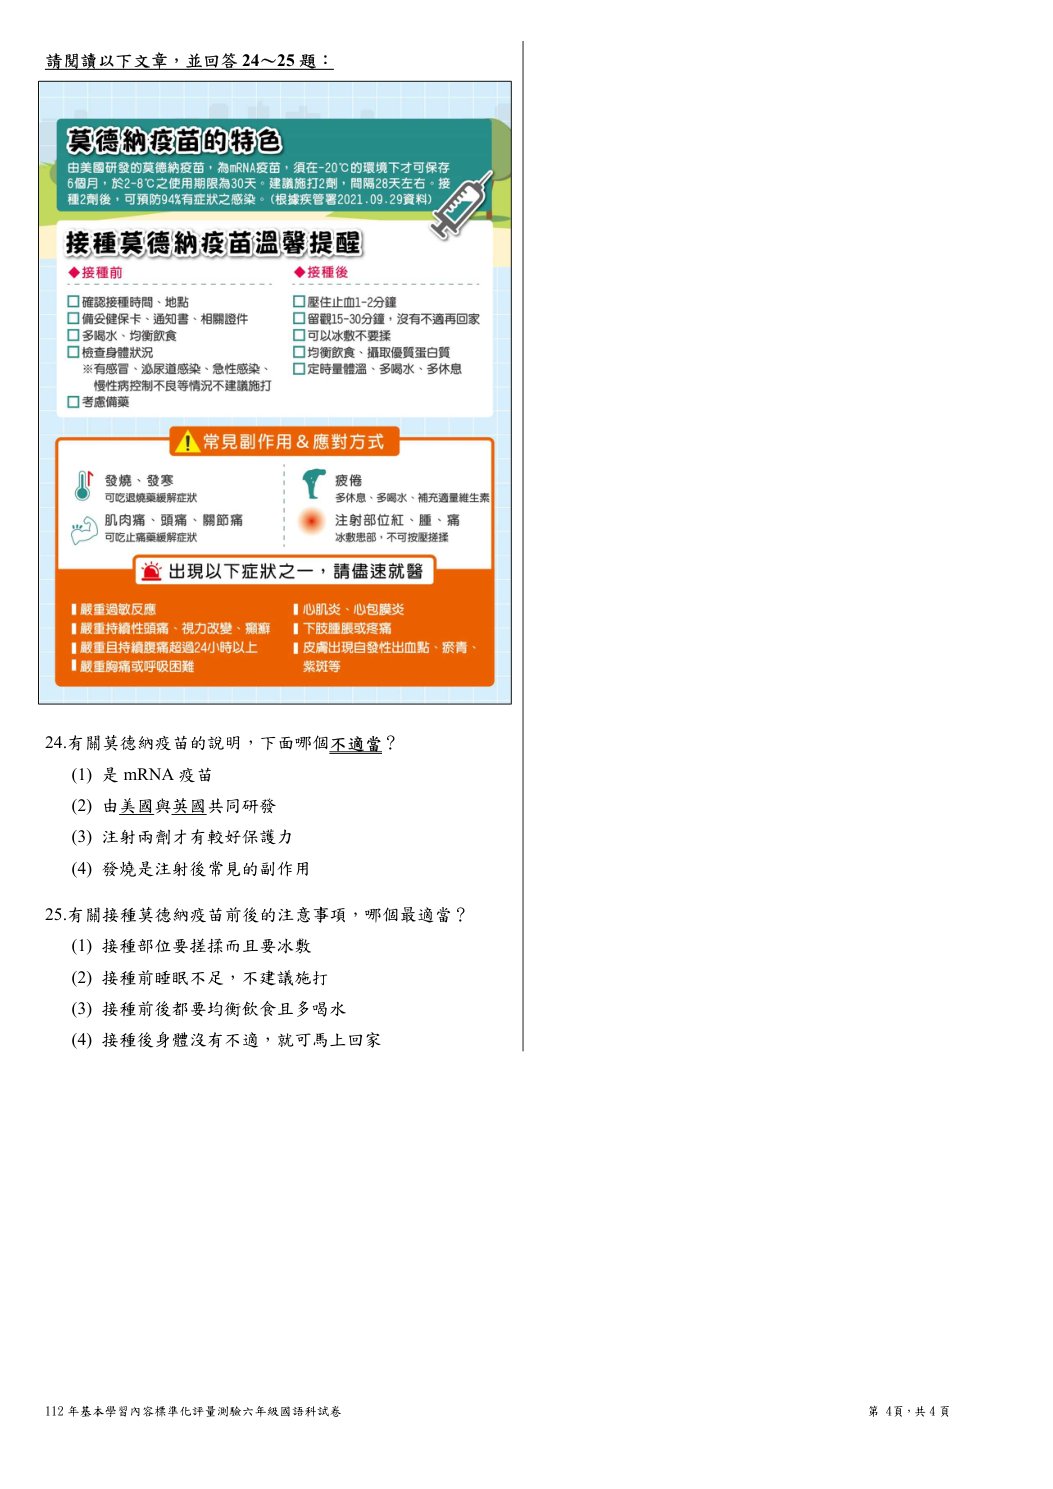 請閱讀以下文章，並回答 24～25 題：
莫德納疫苗的特色
由美國研發的莫德納疫苗，為mRNA疫苗，須在-20℃的環境下才可保存
6個月，於2-8℃之使用期限為30天。建議施打2劑，間隔28天左右。接
種2劑後，可預防94%有症狀之感染。(根據疾管署2021.09.29資料)
接種莫德納疫苗溫馨提醒
◆接種前
□確認接種時間、地點
□備妥健保卡、通知書、相關證件
□多喝水、均衡飲食
□檢查身體狀況
※有感冒、泌尿道感染、急性感染、
慢性病控制不良等情況不建議施打
□考慮備藥
◆接種後
□壓住止血1-2分鐘
□留觀15-30分鐘，沒有不適再回家
□可以冰敷不要揉
□均衡飲食、攝取優質蛋白質
□定時量體溫、多喝水、多休息
常見副作用＆應對方式
發燒、發寒
可吃退燒藥緩解症狀
肌肉痛、頭痛、關節痛
可吃止痛藥緩解症狀
疲倦
多休息、多喝水、補充適量維生素
注射部位紅、腫、痛
冰敷患部，不可按壓搓揉
出現以下症狀之一，請儘速就醫
嚴重過敏反應
嚴重持續性頭痛、視力改變、癲癇
嚴重且持續腹痛超過24小時以上
嚴重胸痛或呼吸困難
心肌炎、心包膜炎
下肢腫脹或疼痛
皮膚出現自發性出血點、瘀青、
紫斑等
24.有關莫德納疫苗的說明，下面哪個不適當？
(1) 是 mRNA 疫苗
(2) 由美國與英國共同研發
(3) 注射兩劑才有較好保護力
(4) 發燒是注射後常見的副作用
25.有關接種莫德納疫苗前後的注意事項，哪個最適當？
(1) 接種部位要搓揉而且要冰敷
(2) 接種前睡眠不足，不建議施打
(3) 接種前後都要均衡飲食且多喝水
(4) 接種後身體沒有不適，就可馬上回家
112 年基本學習內容標準化評量測驗六年級國語科試卷
第 4頁，共 4 頁